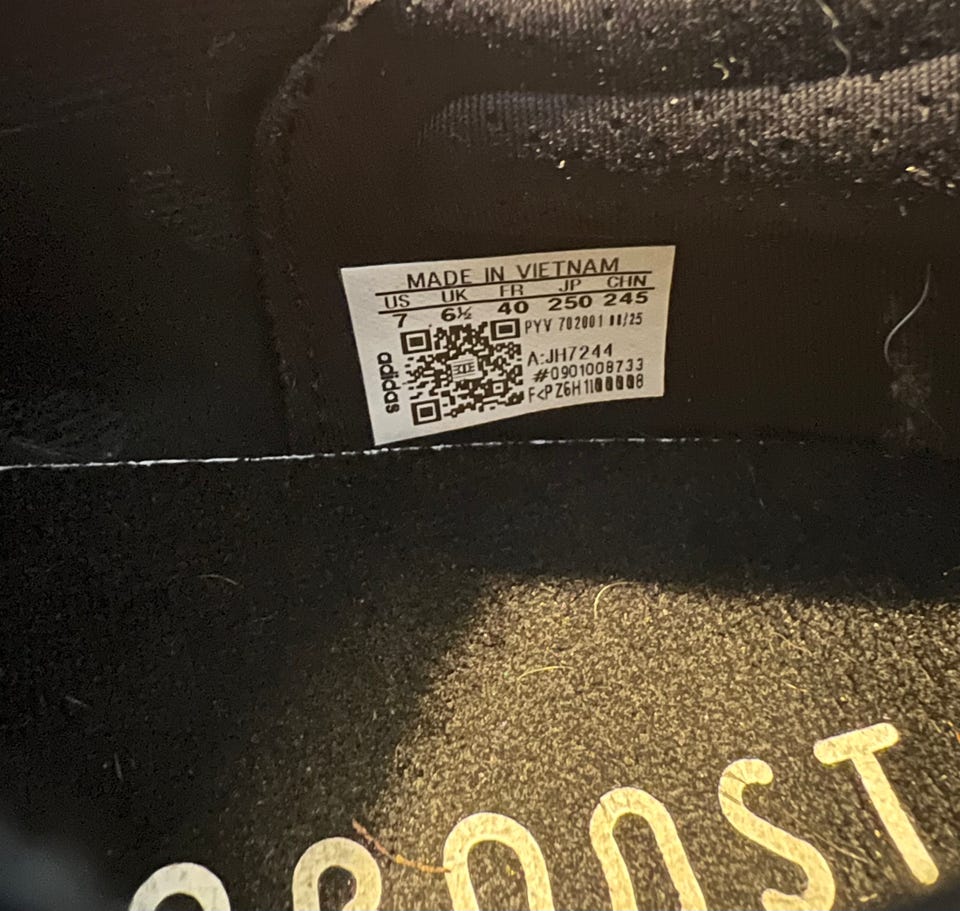 MADE IN VIETNAM
US UK FR JP CHN
7 6½ 40 250 245
PYV 702001
adidas
A:JH7244
#0901008733
BOOST